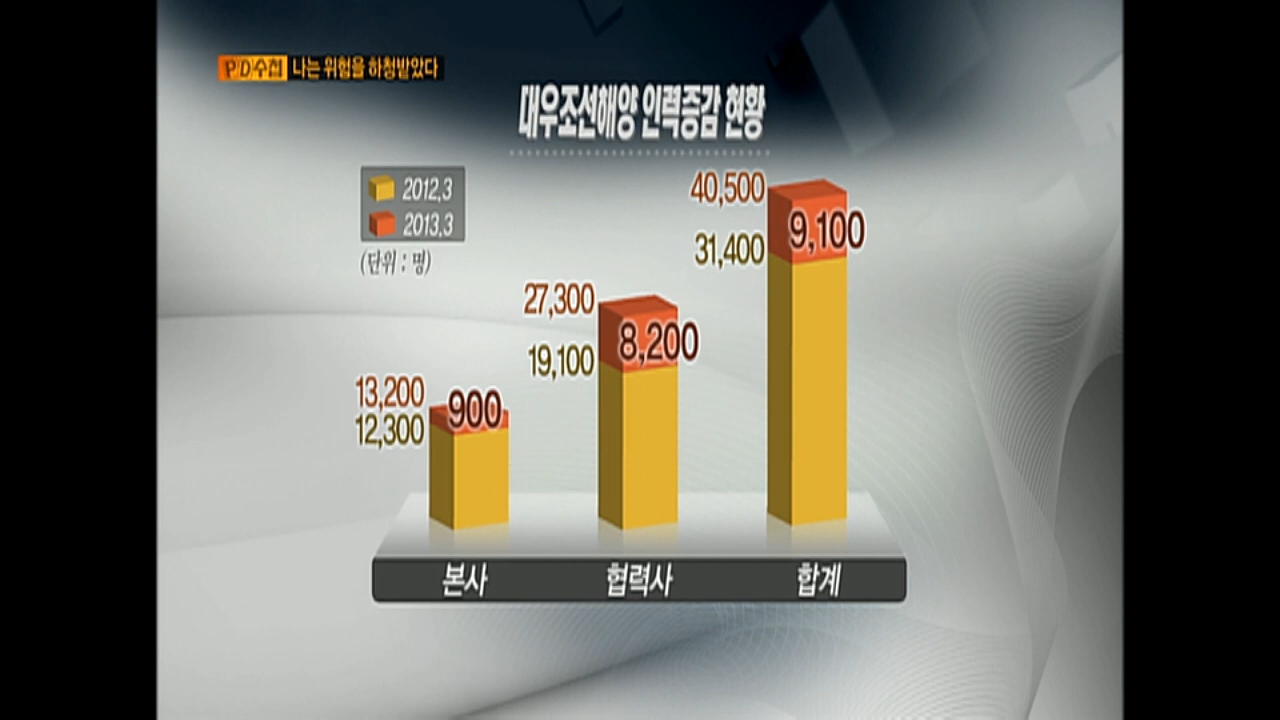 PD수첩 나는 위험을 하청받았다
대우조선해양 인력증감 현황
2012.3
2013.3
(단위 : 명)
40,500
9,100
31,400
27,300
8,200
19,100
13,200
900
12,300
본사 협력사 합계